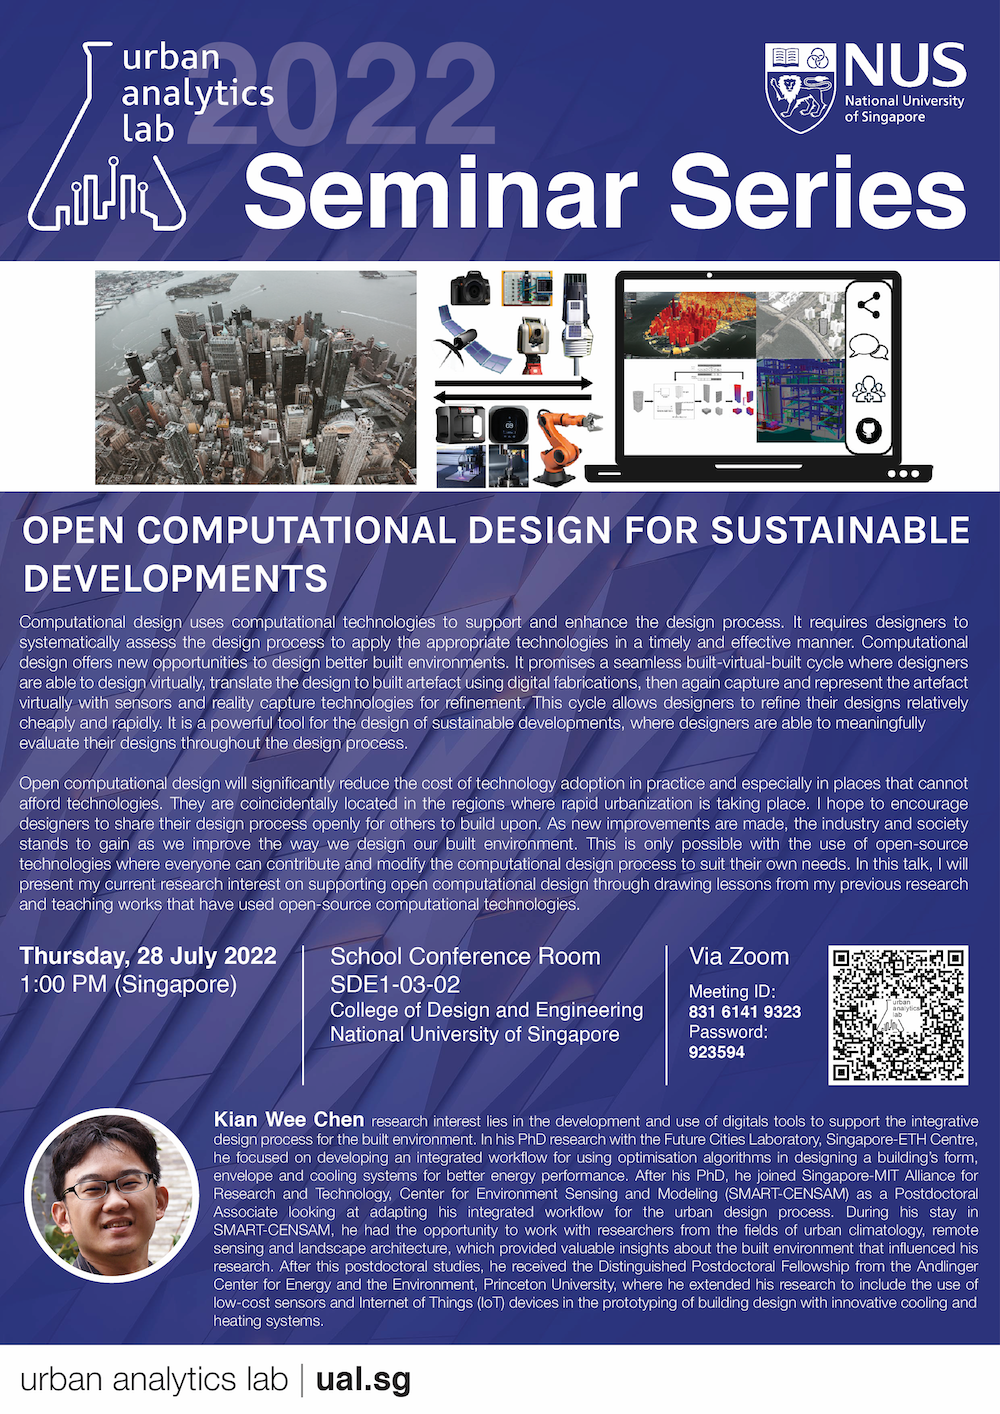 urban
analytics
lab
2022
NUS
National University
of Singapore
Seminar Series
OPEN COMPUTATIONAL DESIGN FOR SUSTAINABLE
DEVELOPMENTS
Computational design uses computational technologies to support and enhance the design process. It requires designers to
systematically assess the design process to apply the appropriate technologies in a timely and effective manner. Computational
design offers new opportunities to design better built environments. It promises a seamless built-virtual-built cycle where designers
are able to design virtually, translate the design to built artefact using digital fabrications, then again capture and represent the artefact
virtually with sensors and reality capture technologies for refinement. This cycle allows designers to refine their designs relatively
cheaply and rapidly. It is a powerful tool for the design of sustainable developments, where designers are able to meaningfully
evaluate their designs throughout the design process.
Open computational design will significantly reduce the cost of technology adoption in practice and especially in places that cannot
afford technologies. They are coincidentally located in the regions where rapid urbanization is taking place. I hope to encourage
designers to share their design process openly for others to build upon. As new improvements are made, the industry and society
stands to gain as we improve the way we design our built environment. This is only possible with the use of open-source
technologies where everyone can contribute and modify the computational design process to suit their own needs. In this talk, I will
present my current research interest on supporting open computational design through drawing lessons from my previous research
and teaching works that have used open-source computational technologies.
Thursday, 28 July 2022
1:00 PM (Singapore)
School Conference Room
SDE1-03-02
College of Design and Engineering
National University of Singapore
Via Zoom
Meeting ID:
831 6141 9323
Password:
923594
urban
analytics
lab
Kian Wee Chen research interest lies in the development and use of digitals tools to support the integrative
design process for the built environment. In his PhD research with the Future Cities Laboratory, Singapore-ETH Centre,
he focused on developing an integrated workflow for using optimisation algorithms in designing a building's form,
envelope and cooling systems for better energy performance. After his PhD, he joined Singapore-MIT Alliance for
Research and Technology, Center for Environment Sensing and Modeling (SMART-CENSAM) as a Postdoctoral
Associate looking at adapting his integrated workflow for the urban design process. During his stay in
SMART-CENSAM, he had the opportunity to work with researchers from the fields of urban climatology, remote
sensing and landscape architecture, which provided valuable insights about the built environment that influenced his
research. After this postdoctoral studies, he received the Distinguished Postdoctoral Fellowship from the Andlinger
Center for Energy and the Environment, Princeton University, where he extended his research to include the use of
low-cost sensors and Internet of Things (IoT) devices in the prototyping of building design with innovative cooling and
heating systems.
urban analytics lab | ual.sg